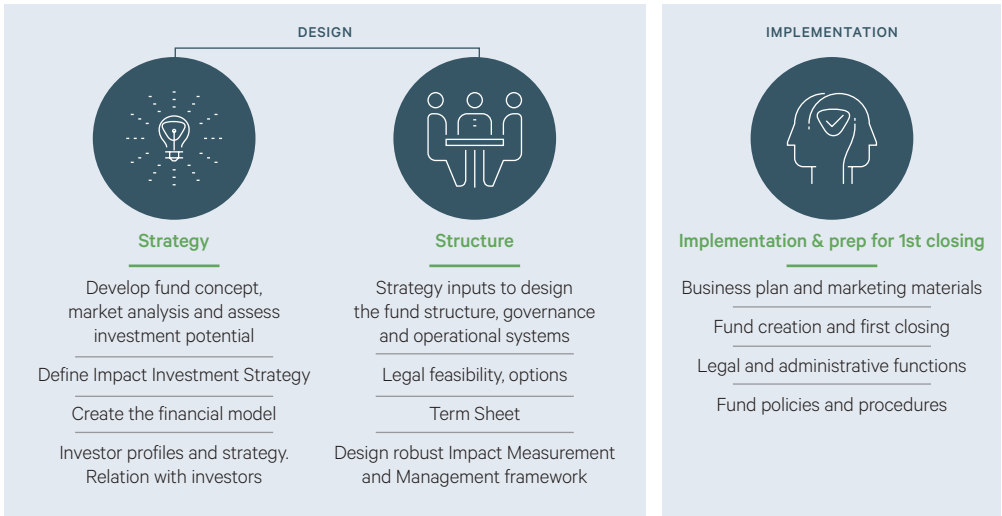 DESIGN
Strategy
Develop fund concept,
market analysis and assess
investment potential
Define Impact Investment Strategy
Create the financial model
Investor profiles and strategy.
Relation with investors
Structure
Strategy inputs to design
the fund structure, governance
and operational systems
Legal feasibility, options
Term Sheet
Design robust Impact Measurement
and Management framework
IMPLEMENTATION
Implementation & prep for 1st closing
Business plan and marketing materials
Fund creation and first closing
Legal and administrative functions
Fund policies and procedures